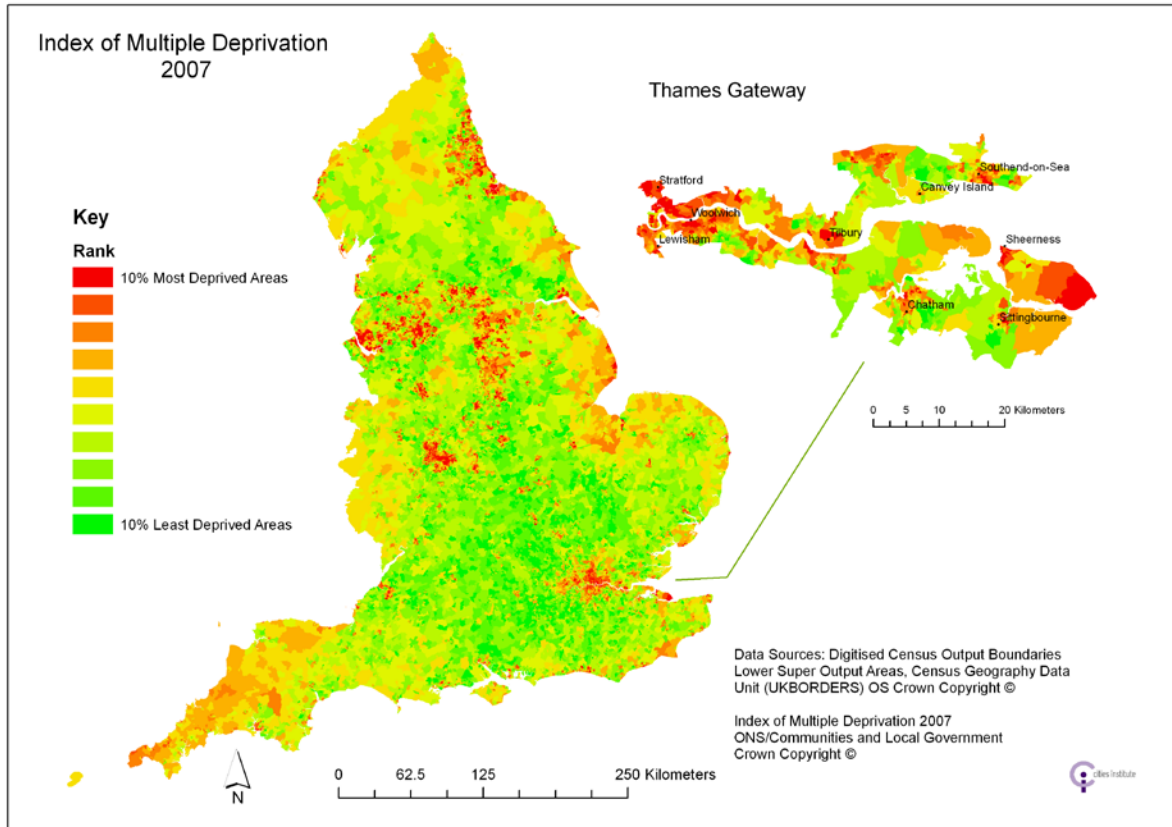 Index of Multiple Deprivation
2007
Thames Gateway
Stratford
Woolwich
Lewisham
Tilbury
Southend-on-Sea
Canvey Island
Sheerness
Chatham
Sittingbourne
Key
Rank
10% Most Deprived Areas
10% Least Deprived Areas
0 5 10 20 Kilometers
Data Sources: Digitised Census Output Boundaries
Lower Super Output Areas, Census Geography Data
Unit (UKBORDERS) OS Crown Copyright ©
Index of Multiple Deprivation 2007
ONS/Communities and Local Government
Crown Copyright ©
N
0 62.5 125 250 Kilometers
cities institute